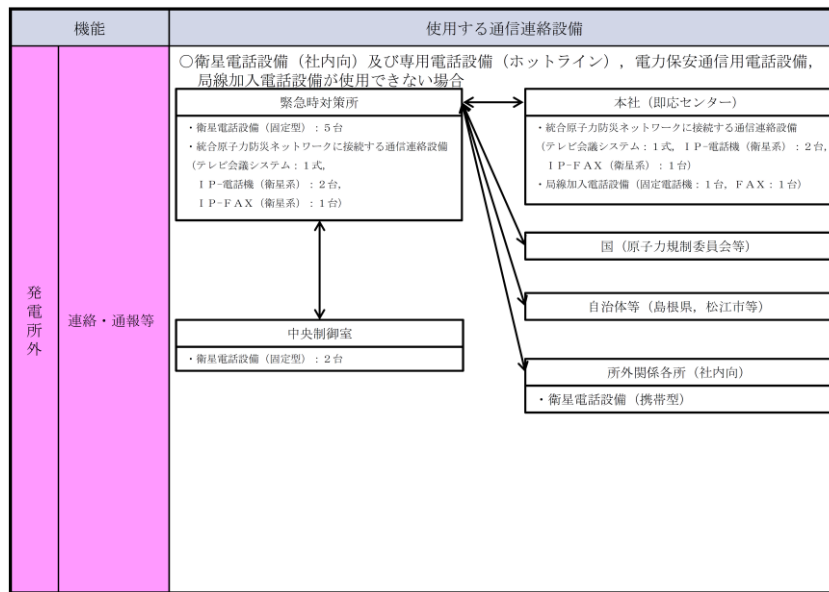 機能
使用する通信連絡設備
発電所外
連絡・通報等
○衛星電話設備（社内向）及び専用電話設備（ホットライン），電力保安通信用電話設備，
局線加入電話設備が使用できない場合
緊急時対策所
・衛星電話設備（固定型）：５台
・統合原子力防災ネットワークに接続する通信連絡設備
（テレビ会議システム：１式，
ＩＰ-電話機（衛星系）：２台，
ＩＰ-ＦＡＸ（衛星系）：１台）
本社（即応センター）
・統合原子力防災ネットワークに接続する通信連絡設備
（テレビ会議システム：１式，ＩＰ-電話機（衛星系）：２台，
ＩＰ-ＦＡＸ（衛星系）：１台）
・局線加入電話設備（固定電話機：１台，ＦＡＸ：１台）
国（原子力規制委員会等）
自治体等（島根県，松江市等）
中央制御室
・衛星電話設備（固定型）：２台
所外関係各所（社内向）
・衛星電話設備（携帯型）